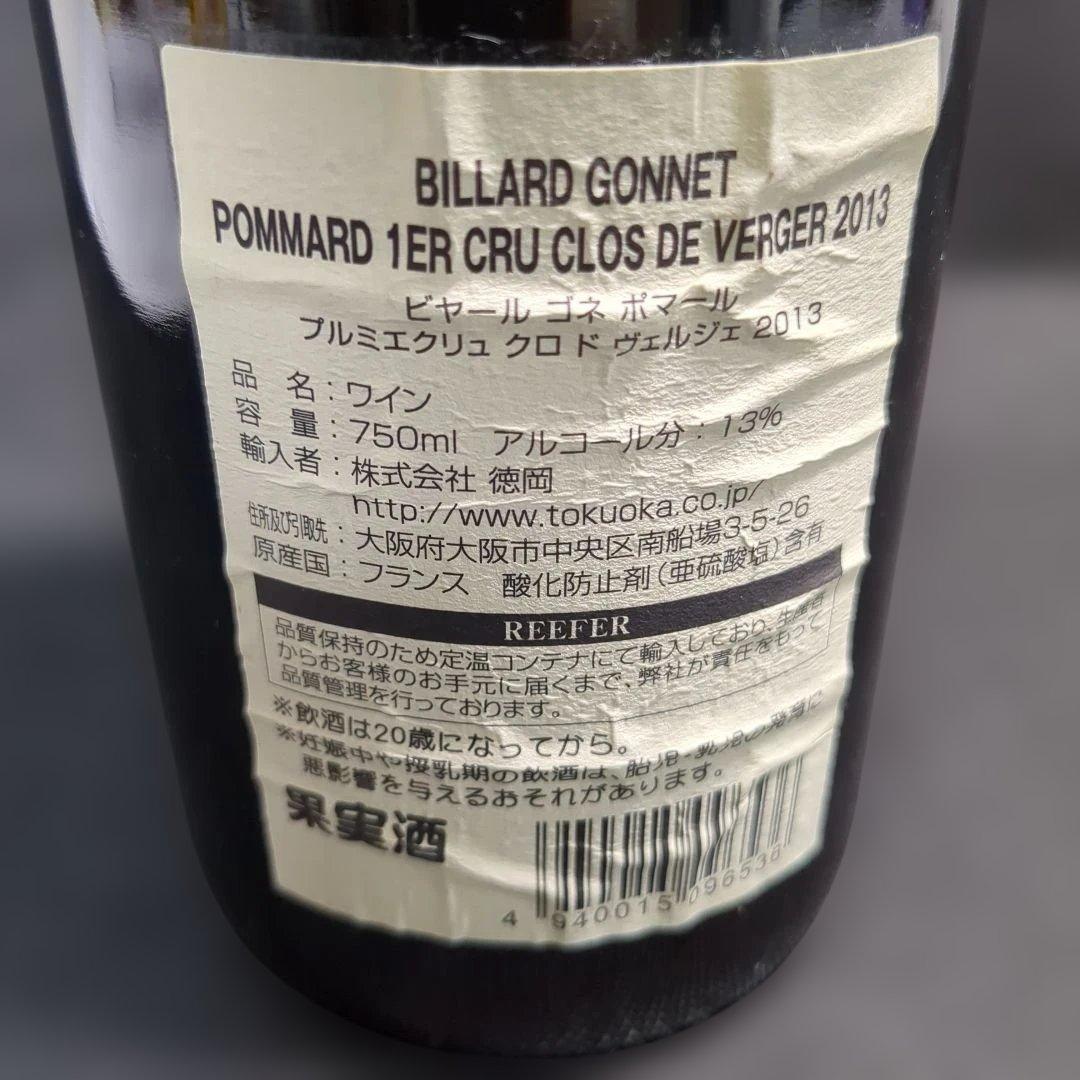 BILLARD GONNET
POMMARD 1ER CRU CLOS DE VERGER 2013
ビヤール ゴネ ポマール
プルミエクリュ クロ ド ヴェルジェ 2013
品 名：ワイン
容 量：750ml アルコール分：13%
輸入者：株式会社 徳岡
http://www.tokuoka.co.jp/
住所及び引取先：大阪府大阪市中央区南船場3-5-26
原産国：フランス 酸化防止剤（亜硫酸塩）含有
REEFER
品質保持のため定温コンテナにて輸入しており、生産者
からお客様のお手元に届くまで、弊社が責任をもって
品質管理を行っております。
※飲酒は20歳になってから。
※妊娠中や授乳期の飲酒は、胎児・乳児の発育に
悪影響を与えるおそれがあります。
果実酒
4 940015 096536